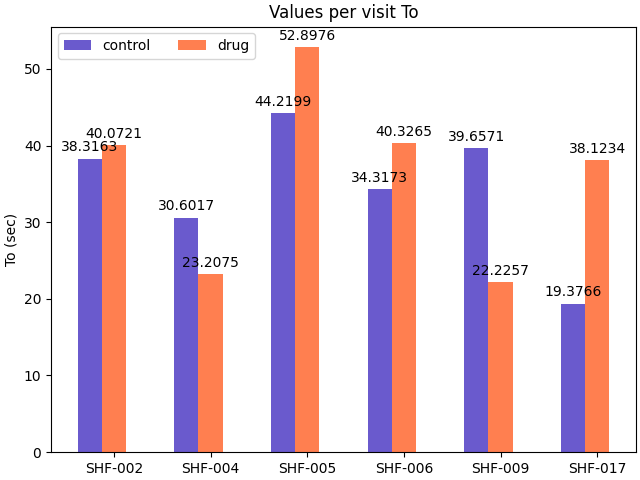 Values per visit To
control
drug
To (sec)
50
40
30
20
10
0
38.3163
40.0721
30.6017
23.2075
44.2199
52.8976
34.3173
40.3265
39.6571
22.2257
19.3766
38.1234
SHF-002
SHF-004
SHF-005
SHF-006
SHF-009
SHF-017